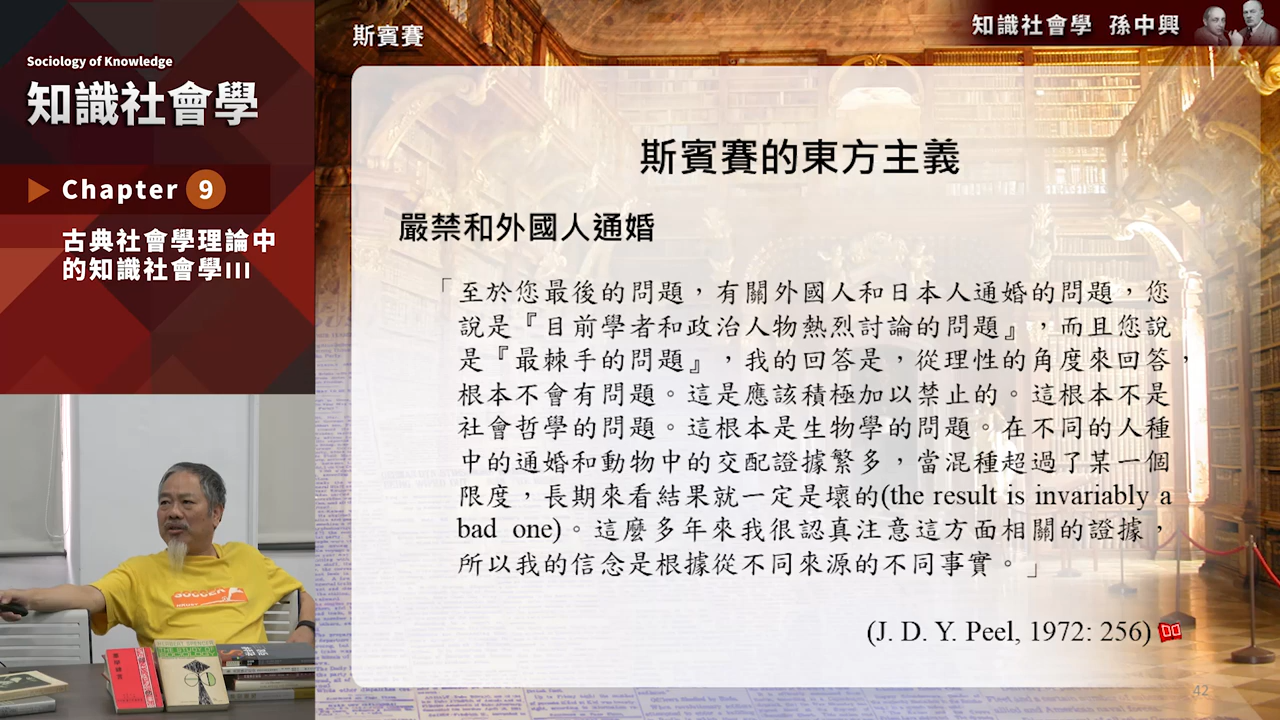 Sociology of Knowledge
知識社會學
Chapter 9
古典社會學理論中
的知識社會學III
斯賓賽
知識社會學 孫中興
斯賓賽的東方主義
嚴禁和外國人通婚
「至於您最後的問題，有關外國人和日本人通婚的問題，您
說是『目前學者和政治人物熱烈討論的問題』，而且您說
是『最棘手的問題』，我的回答是，從理性的角度來回答，
根本不會有問題。這是應該積極加以禁止的。這根本不是
社會哲學的問題。這根本是生物學的問題。在不同的人種
中的通婚和動物中的交配證據繁多，當混種超過了某一個
限度，長期來看結果就一定是壞的(the result is invariably a
bad one)。這麼多年來我很認真注意這方面相關的證據，
所以我的信念是根據從不同來源的不同事實。」
(J. D. Y. Peel, 1972: 256)
42
SOCCER
HERBERT SPENCER
THE STUDY OF
SOCIOLOGY